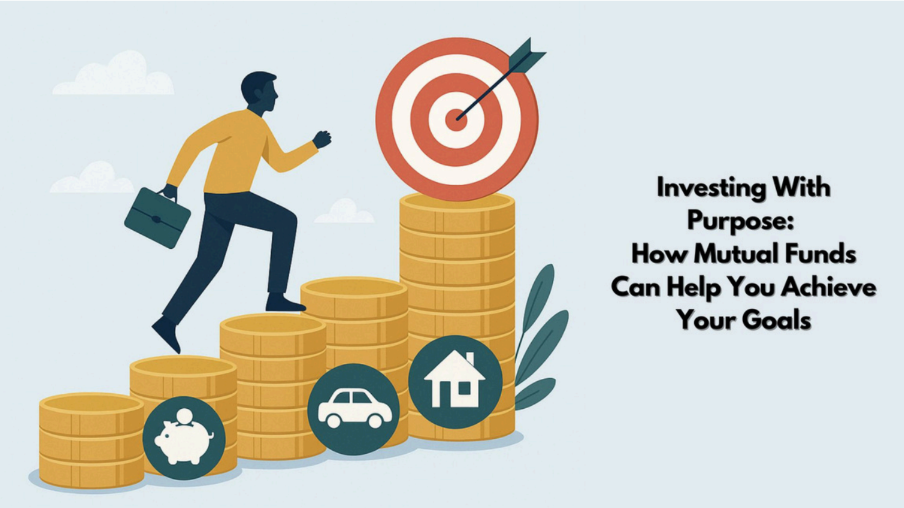 Investing With
Purpose:
How Mutual Funds
Can Help You Achieve
Your Goals